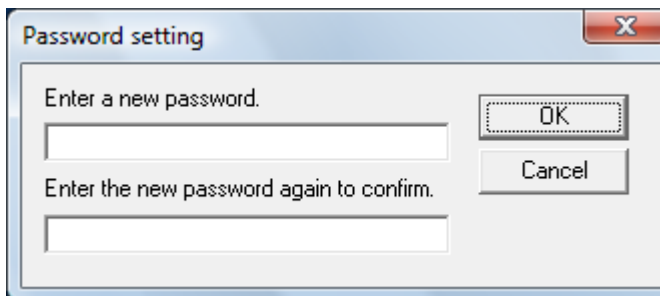 Password setting
Enter a new password.
OK
Cancel
Enter the new password again to confirm.